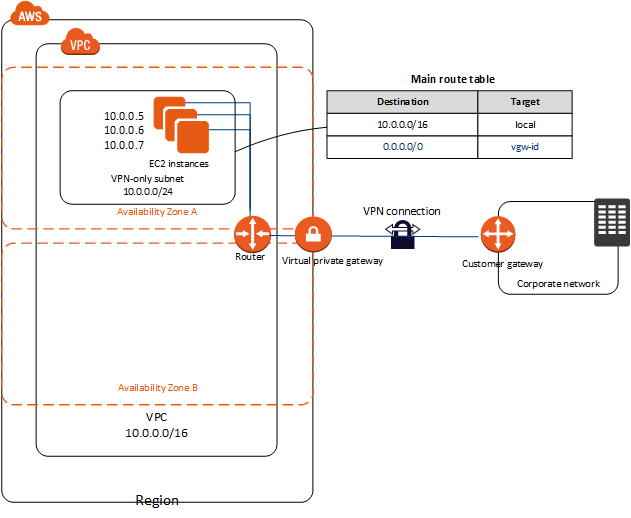 AWS
VPC
Main route table
Destination Target
10.0.0.0/16 local
0.0.0.0/0 vgw-id
10.0.0.5
10.0.0.6
10.0.0.7
EC2 instances
VPN-only subnet
10.0.0.0/24
Availability Zone A
VPN connection
Router
Virtual private gateway
Customer gateway
Corporate network
Availability Zone B
VPC
10.0.0.0/16
Region